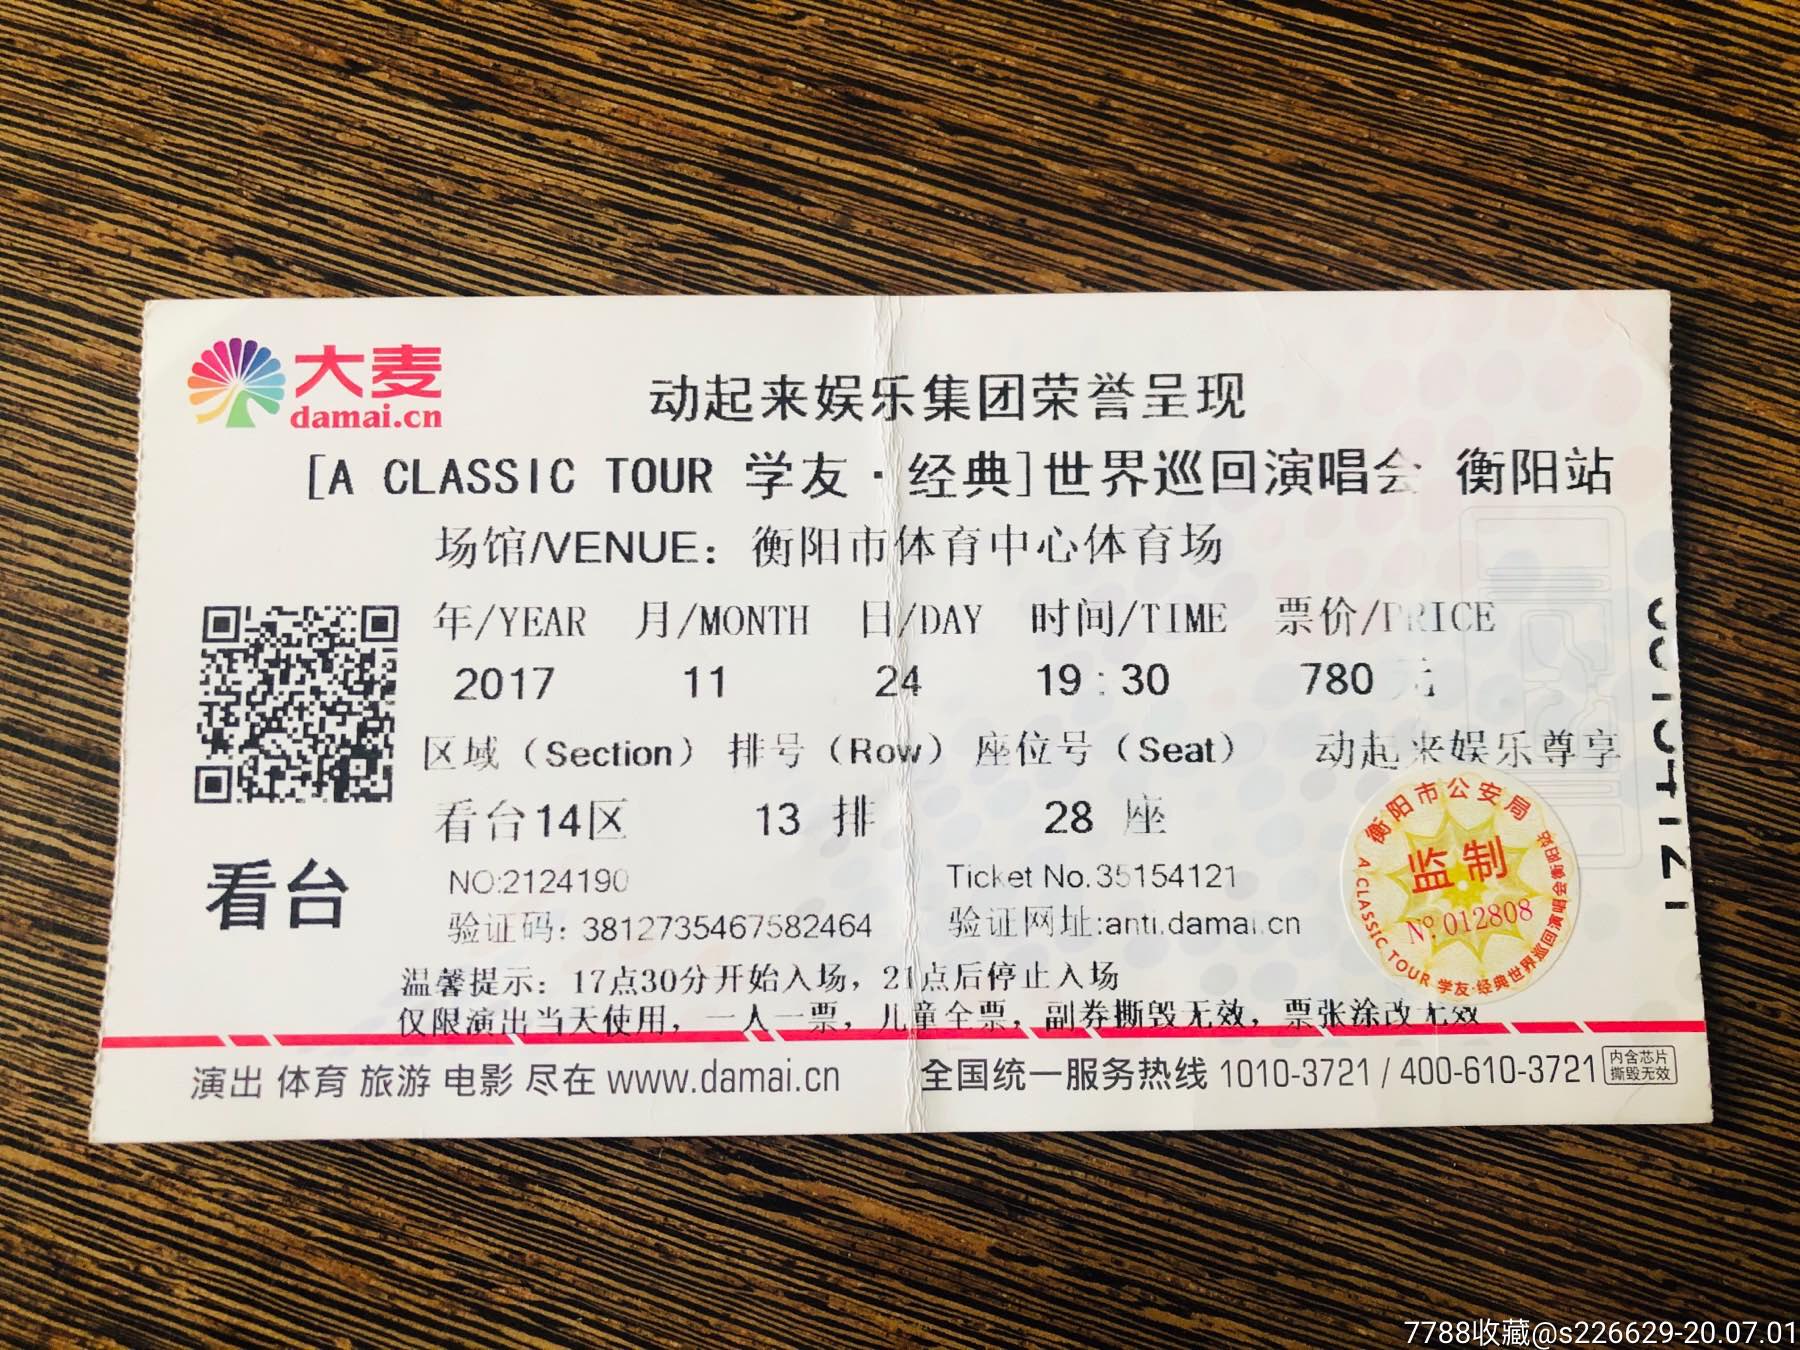 大麦
damai.cn
动起来娱乐集团荣誉呈现
[A CLASSIC TOUR 学友·经典]世界巡回演唱会 衡阳站
场馆/VENUE: 衡阳市体育中心体育场
年/YEAR 月/MONTH 日/DAY 时间/TIME 票价/PRICE
2017 11 24 19:30 780 元
区域（Section） 排号（Row） 座位号（Seat） 动起来娱乐尊享
看台14区 13 排 28 座
看台
NO:2124190 Ticket No.35154121
验证码: 3812735467582464 验证网址:anti.damai.cn
温馨提示: 17点30分开始入场，21点后停止入场
仅限演出当天使用，一人一票，儿童全票，副券撕毁无效，票张涂改无效
衡阳市公安局
监制
Nº 012808
A CLASSIC TOUR 学友·经典世界巡回演唱会衡阳站
演出 体育 旅游 电影 尽在 www.damai.cn 全国统一服务热线 1010-3721 / 400-610-3721
内含芯片
撕毁无效
7788收藏@s226629-20.07.01